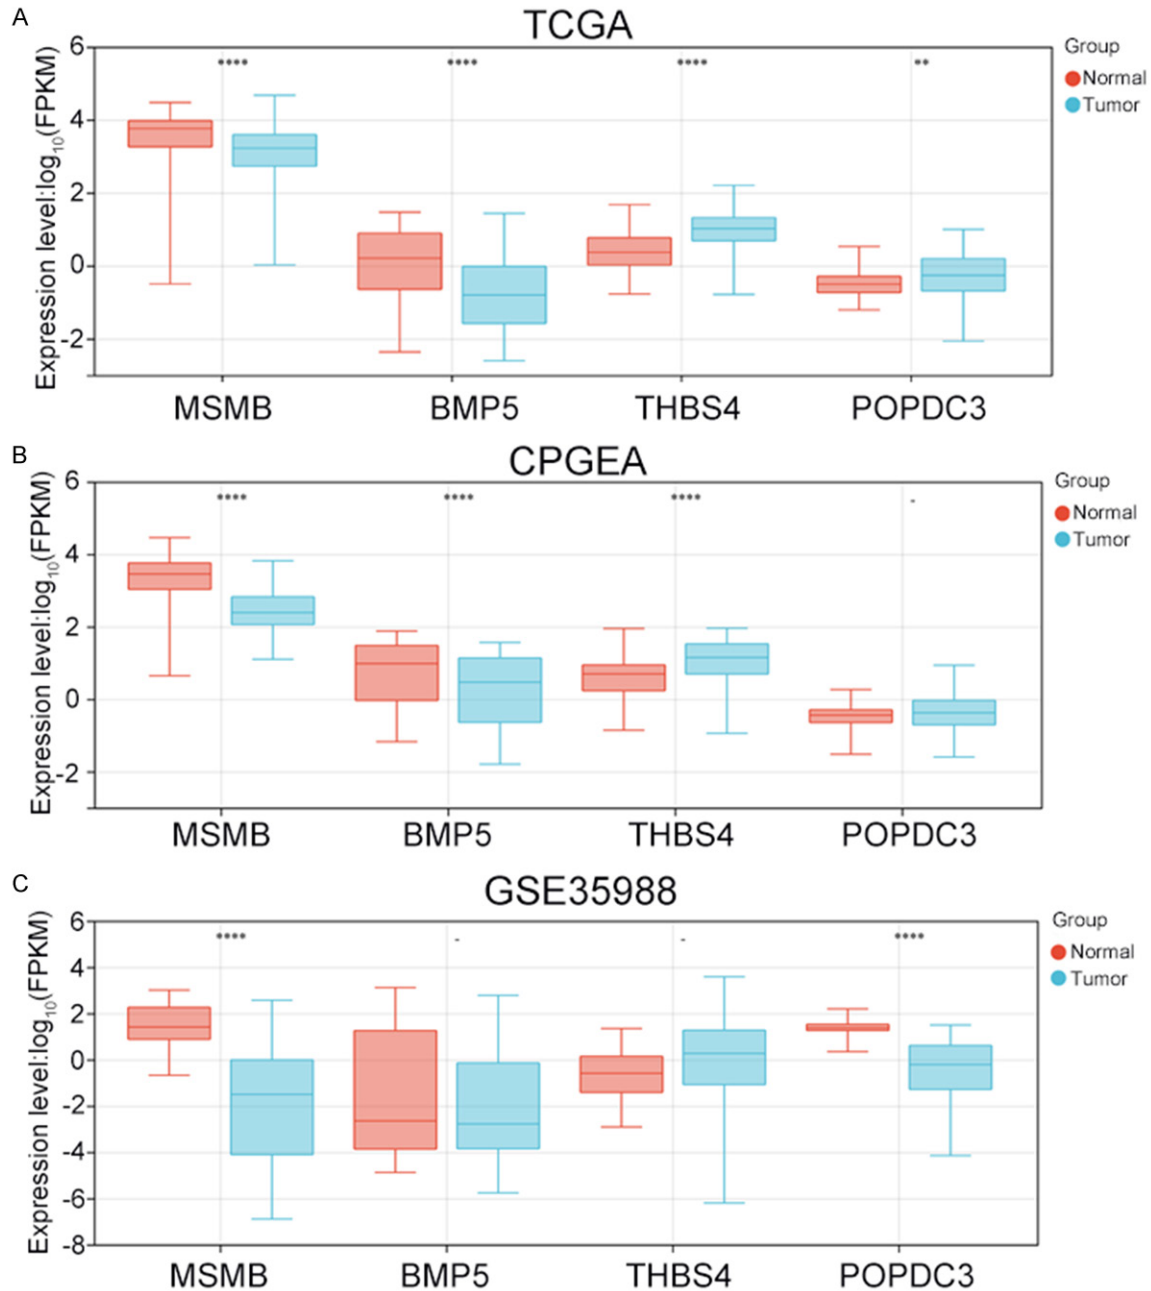 A
TCGA
Expression level:log10(FPKM)
6
4
2
0
-2
**** **** **** **
Group
Normal
Tumor
MSMB BMP5 THBS4 POPDC3
B
CPGEA
Expression level:log10(FPKM)
6
4
2
0
-2
**** **** **** -
Group
Normal
Tumor
MSMB BMP5 THBS4 POPDC3
C
GSE35988
Expression level:log10(FPKM)
6
4
2
0
-2
-4
-6
-8
**** - - ****
Group
Normal
Tumor
MSMB BMP5 THBS4 POPDC3